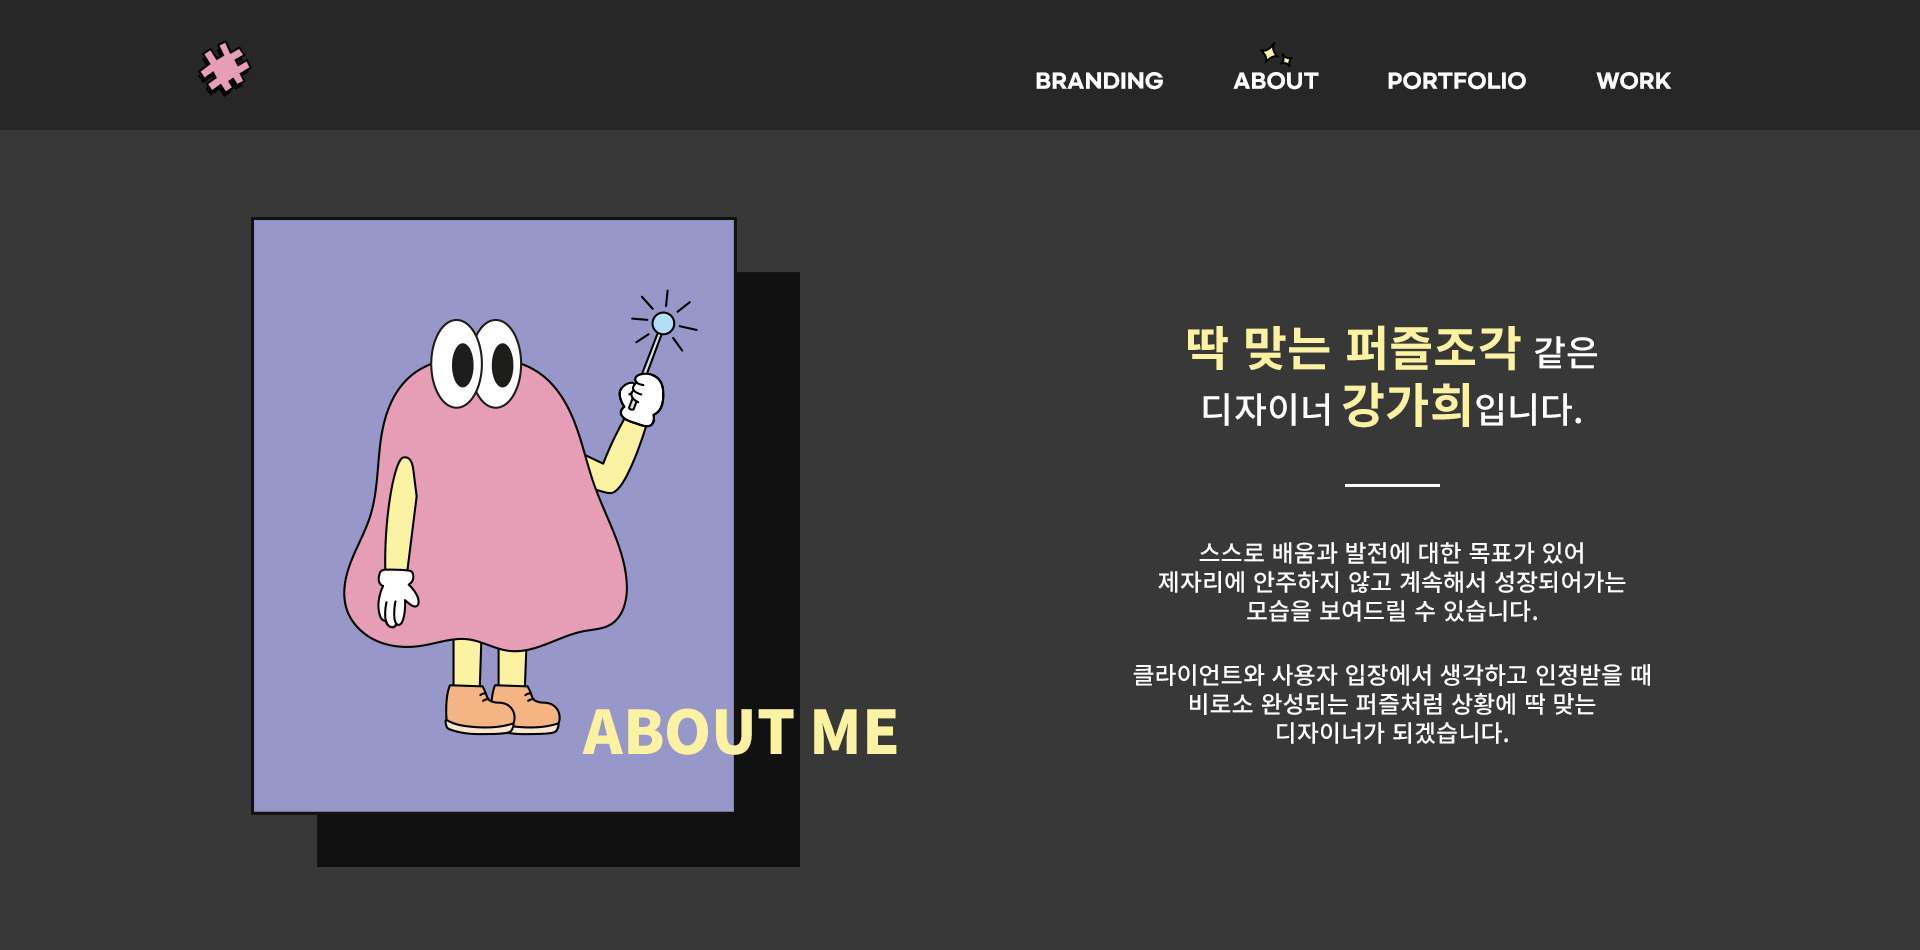 BRANDING ABOUT PORTFOLIO WORK
딱 맞는 퍼즐조각 같은
디자이너 강가희입니다.
스스로 배움과 발전에 대한 목표가 있어
제자리에 안주하지 않고 계속해서 성장되어가는
모습을 보여드릴 수 있습니다.
클라이언트와 사용자 입장에서 생각하고 인정받을 때
비로소 완성되는 퍼즐처럼 상황에 딱 맞는
디자이너가 되겠습니다.
ABOUT ME